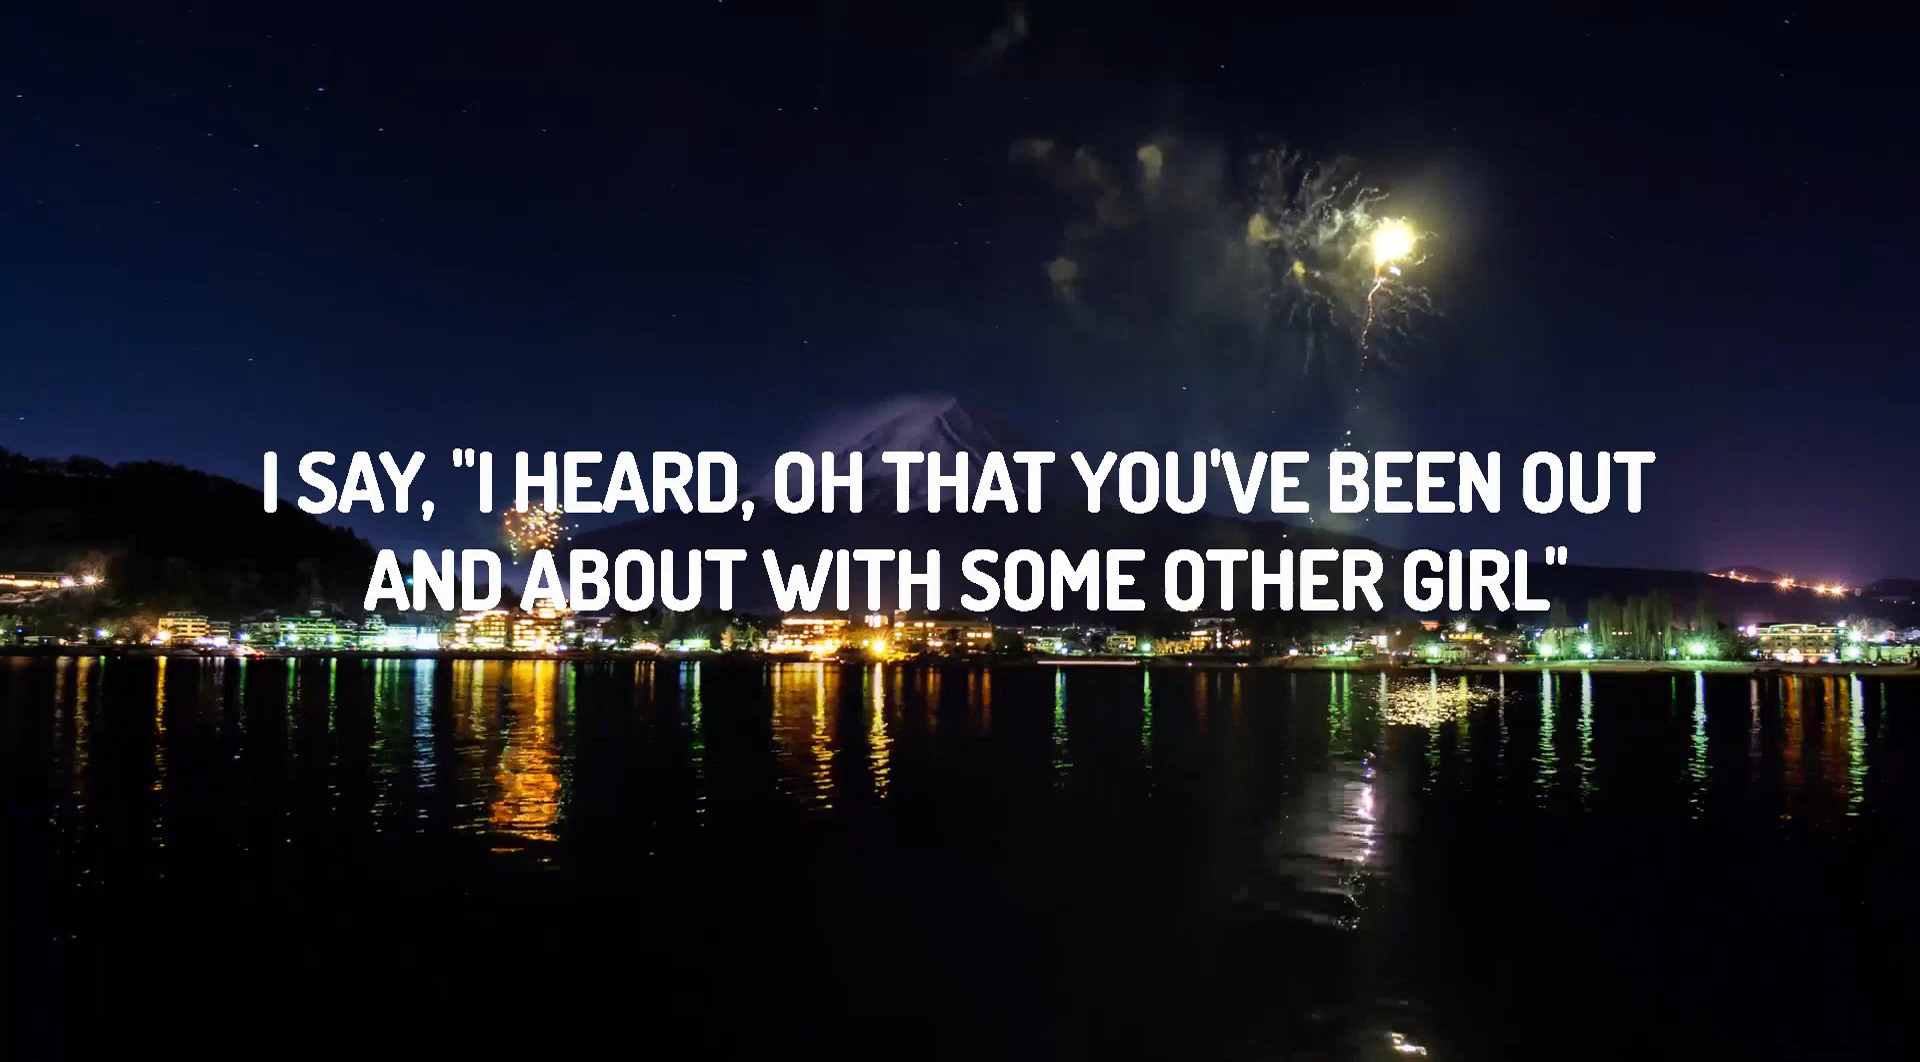 I SAY, "I HEARD, OH THAT YOU'VE BEEN OUT
AND ABOUT WITH SOME OTHER GIRL"